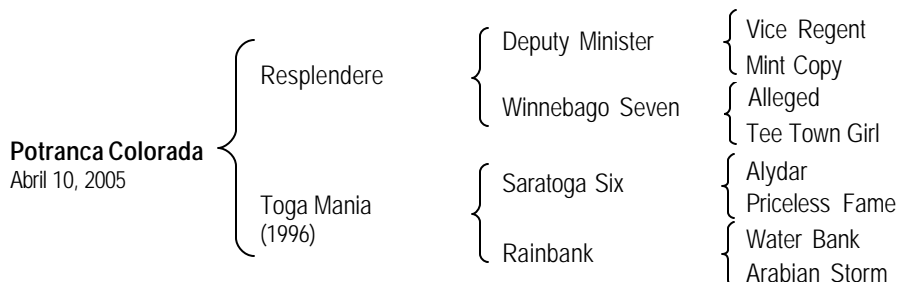 Vice Regent
Deputy Minister
Mint Copy
Resplendere
Alleged
Winnebago Seven
Tee Town Girl
Potranca Colorada
Abril 10, 2005
Alydar
Saratoga Six
Priceless Fame
Toga Mania
(1996)
Water Bank
Rainbank
Arabian Storm